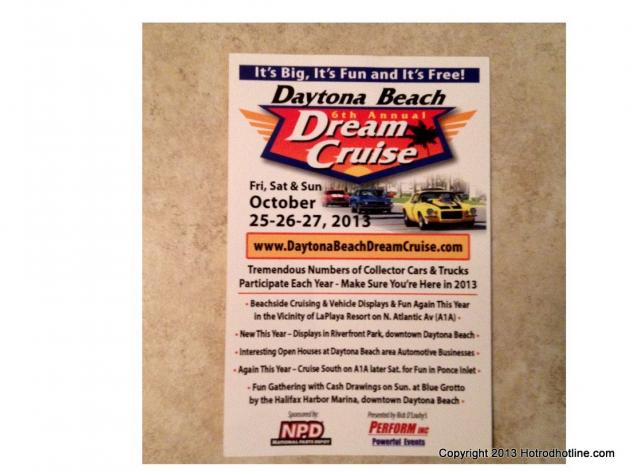 It's Big, It's Fun and It's Free!
Daytona Beach
6th Annual
Dream
Cruise
Fri, Sat & Sun
October
25-26-27, 2013
www.DaytonaBeachDreamCruise.com
Tremendous Numbers of Collector Cars & Trucks
Participate Each Year - Make Sure You're Here in 2013
• Beachside Cruising & Vehicle Displays & Fun Again This Year
in the Vicinity of LaPlaya Resort on N. Atlantic Av (A1A) •
• New This Year – Displays in Riverfront Park, downtown Daytona Beach •
• Interesting Open Houses at Daytona Beach area Automotive Businesses •
• Again This Year – Cruise South on A1A later Sat. for Fun in Ponce Inlet •
• Fun Gathering with Cash Drawings on Sun. at Blue Grotto
by the Halifax Harbor Marina, downtown Daytona Beach •
Sponsored by:
NPD
NATIONAL PARTS DEPOT
Presented by Rick D'Louhy's
PERFORM INC
Powerful Events
Copyright 2013 Hotrodhotline.com